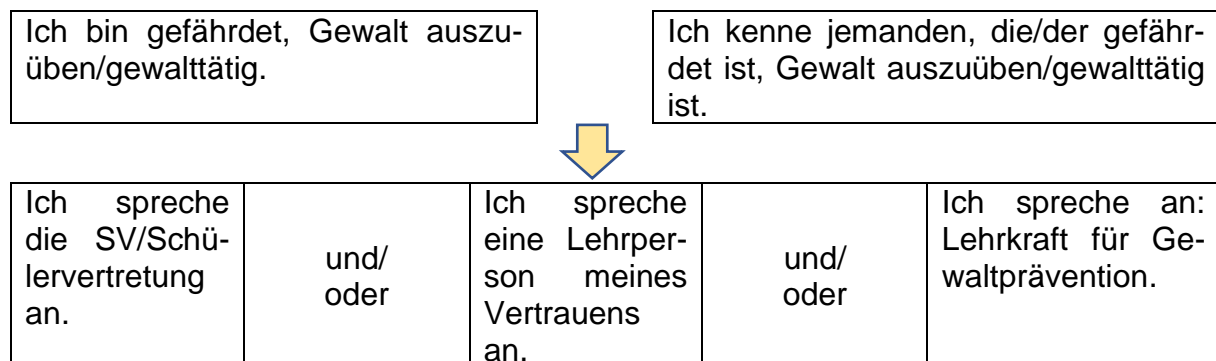 Ich bin gefährdet, Gewalt auszu-
üben/gewalttätig.
Ich kenne jemanden, die/der gefähr-
det ist, Gewalt auszuüben/gewalttätig
ist.
Ich spreche
die SV/Schü-
lervertretung
an.
und/
oder
Ich spreche
eine Lehrper-
son meines
Vertrauens
an.
und/
oder
Ich spreche an:
Lehrkraft für Ge-
waltprävention.